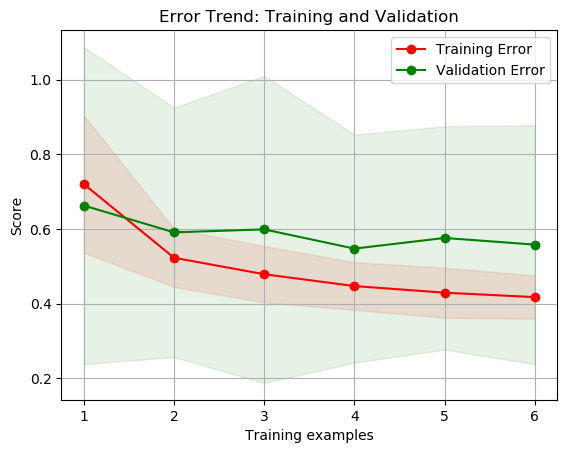 Error Trend: Training and Validation
Training Error
Validation Error
Score
1.0
0.8
0.6
0.4
0.2
1 2 3 4 5 6
Training examples